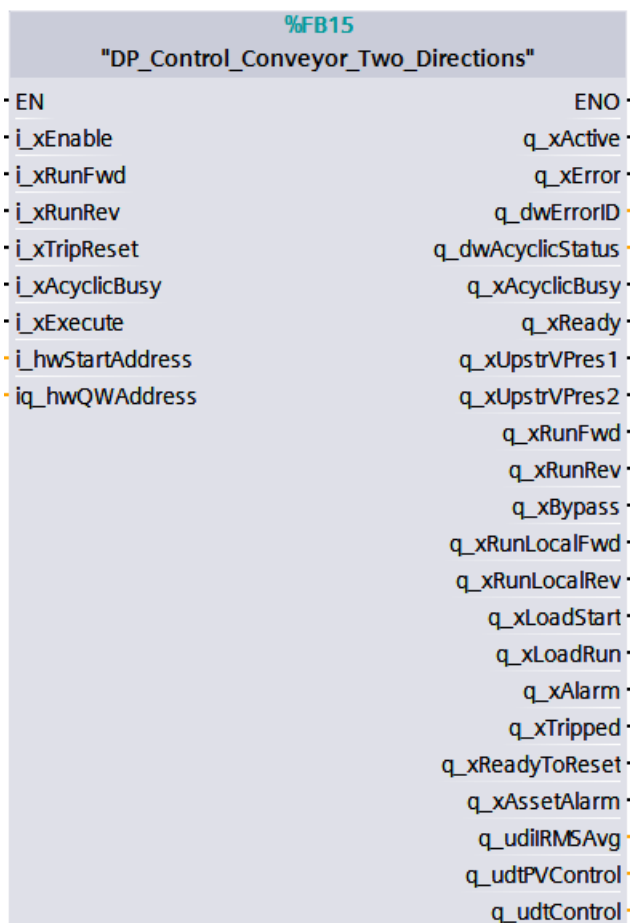 %FB15
"DP_Control_Conveyor_Two_Directions"
EN ENO
i_xEnable q_xActive
i_xRunFwd q_xError
i_xRunRev q_dwErrorID
i_xTripReset q_dwAcyclicStatus
i_xAcyclicBusy q_xAcyclicBusy
i_xExecute q_xReady
i_hwStartAddress q_xUpstrVPres1
iq_hwQWAddress q_xUpstrVPres2
q_xRunFwd
q_xRunRev
q_xBypass
q_xRunLocalFwd
q_xRunLocalRev
q_xLoadStart
q_xLoadRun
q_xAlarm
q_xTripped
q_xReadyToReset
q_xAssetAlarm
q_udiIRMSAvg
q_udtPVControl
q_udtControl